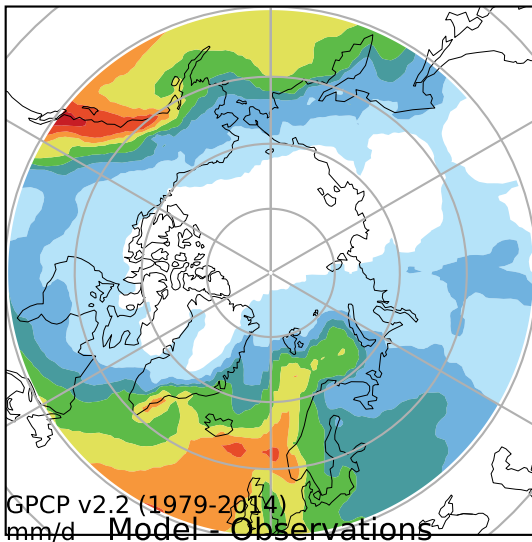 GPCP v2.2 (1979-2014)
mm/d Model - Observations